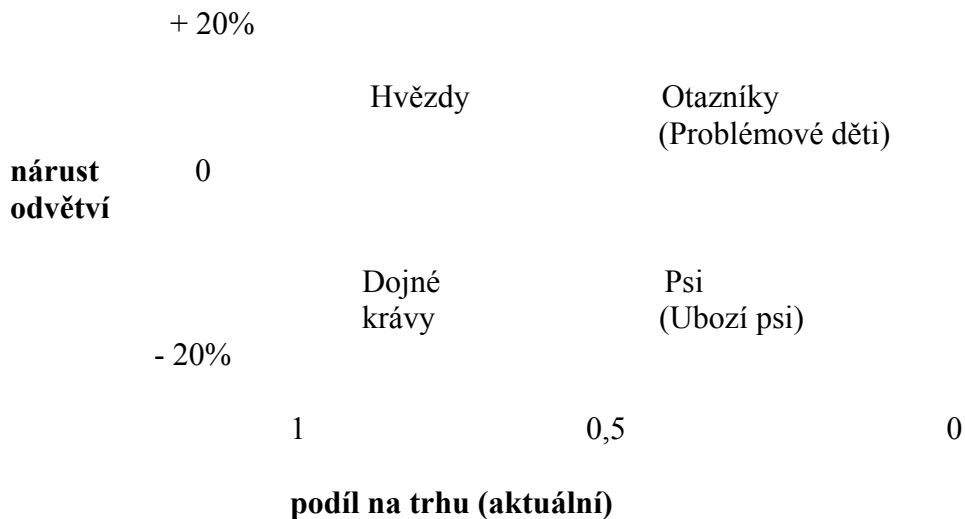 + 20%
Hvězdy Otazníky
(Problémové děti)
nárust 0
odvětví
Dojné Psi
krávy (Ubozí psi)
- 20%
1 0,5 0
podíl na trhu (aktuální)